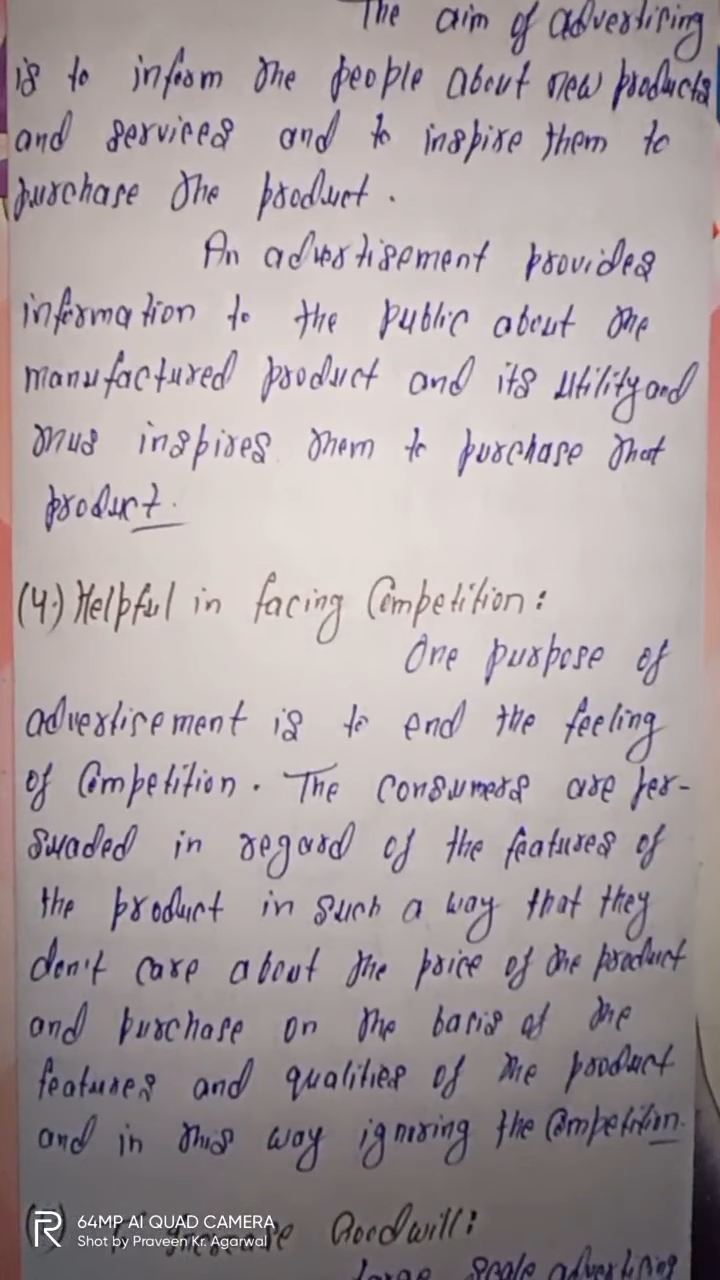 The aim of advertising
is to inform the people about new products
and services and to inspire them to
purchase the product.
An advertisement provides
information to the public about the
manufactured product and its utility and
thus inspires them to purchase that
product.
(4.) Helpful in facing Competition:
One purpose of
advertisement is to end the feeling
of Competition. The consumers are per-
suaded in regard of the features of
the product in such a way that they
don't care about the price of the product
and purchase on the basis of the
features and qualities of the product
and in this way ignoring the Competition.
Increase Goodwill:
64MP AI QUAD CAMERA
Shot by Praveen Kr. Agarwal
large scale advertising